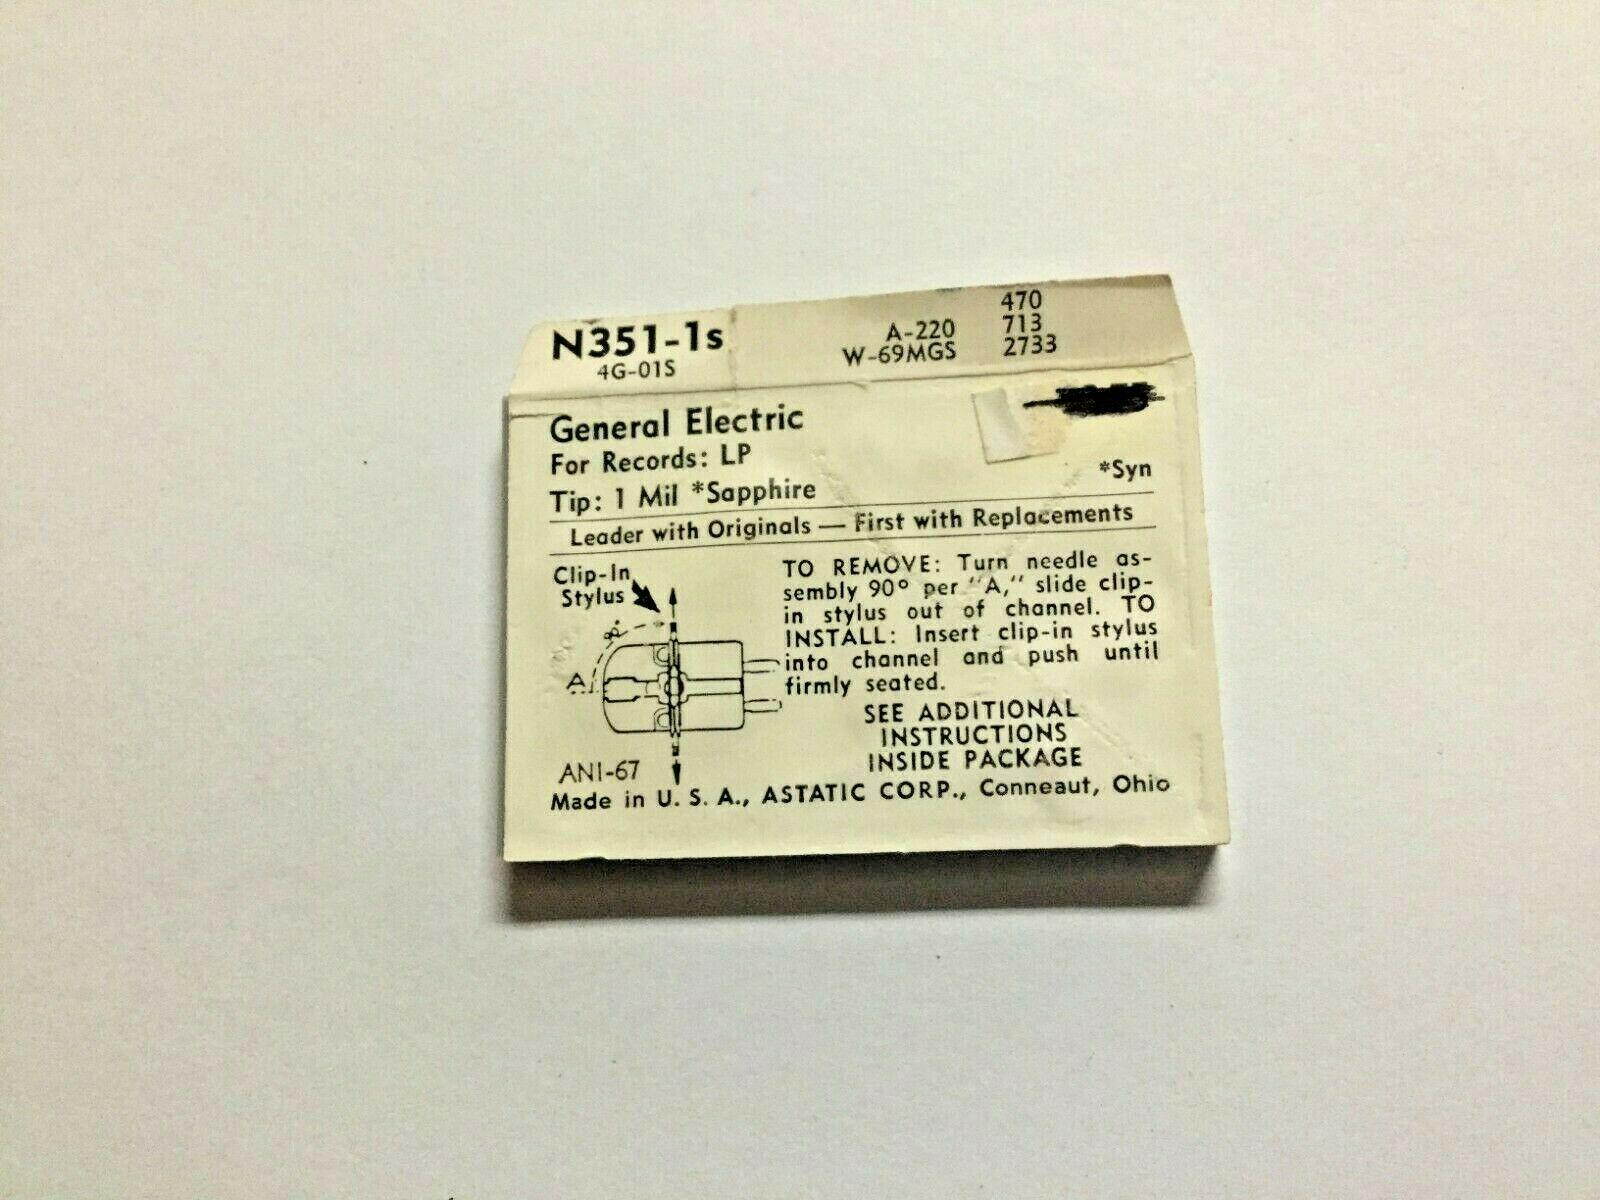 N351-1s
4G-01S
470
A-220 713
W-69MGS 2733
General Electric
For Records: LP
*Syn
Tip: 1 Mil *Sapphire
Leader with Originals — First with Replacements
Clip-In
Stylus
A
TO REMOVE: Turn needle as-
sembly 90° per "A," slide clip-
in stylus out of channel. TO
INSTALL: Insert clip-in stylus
into channel and push until
firmly seated.
SEE ADDITIONAL
INSTRUCTIONS
INSIDE PACKAGE
ANI-67
Made in U. S. A., ASTATIC CORP., Conneaut, Ohio